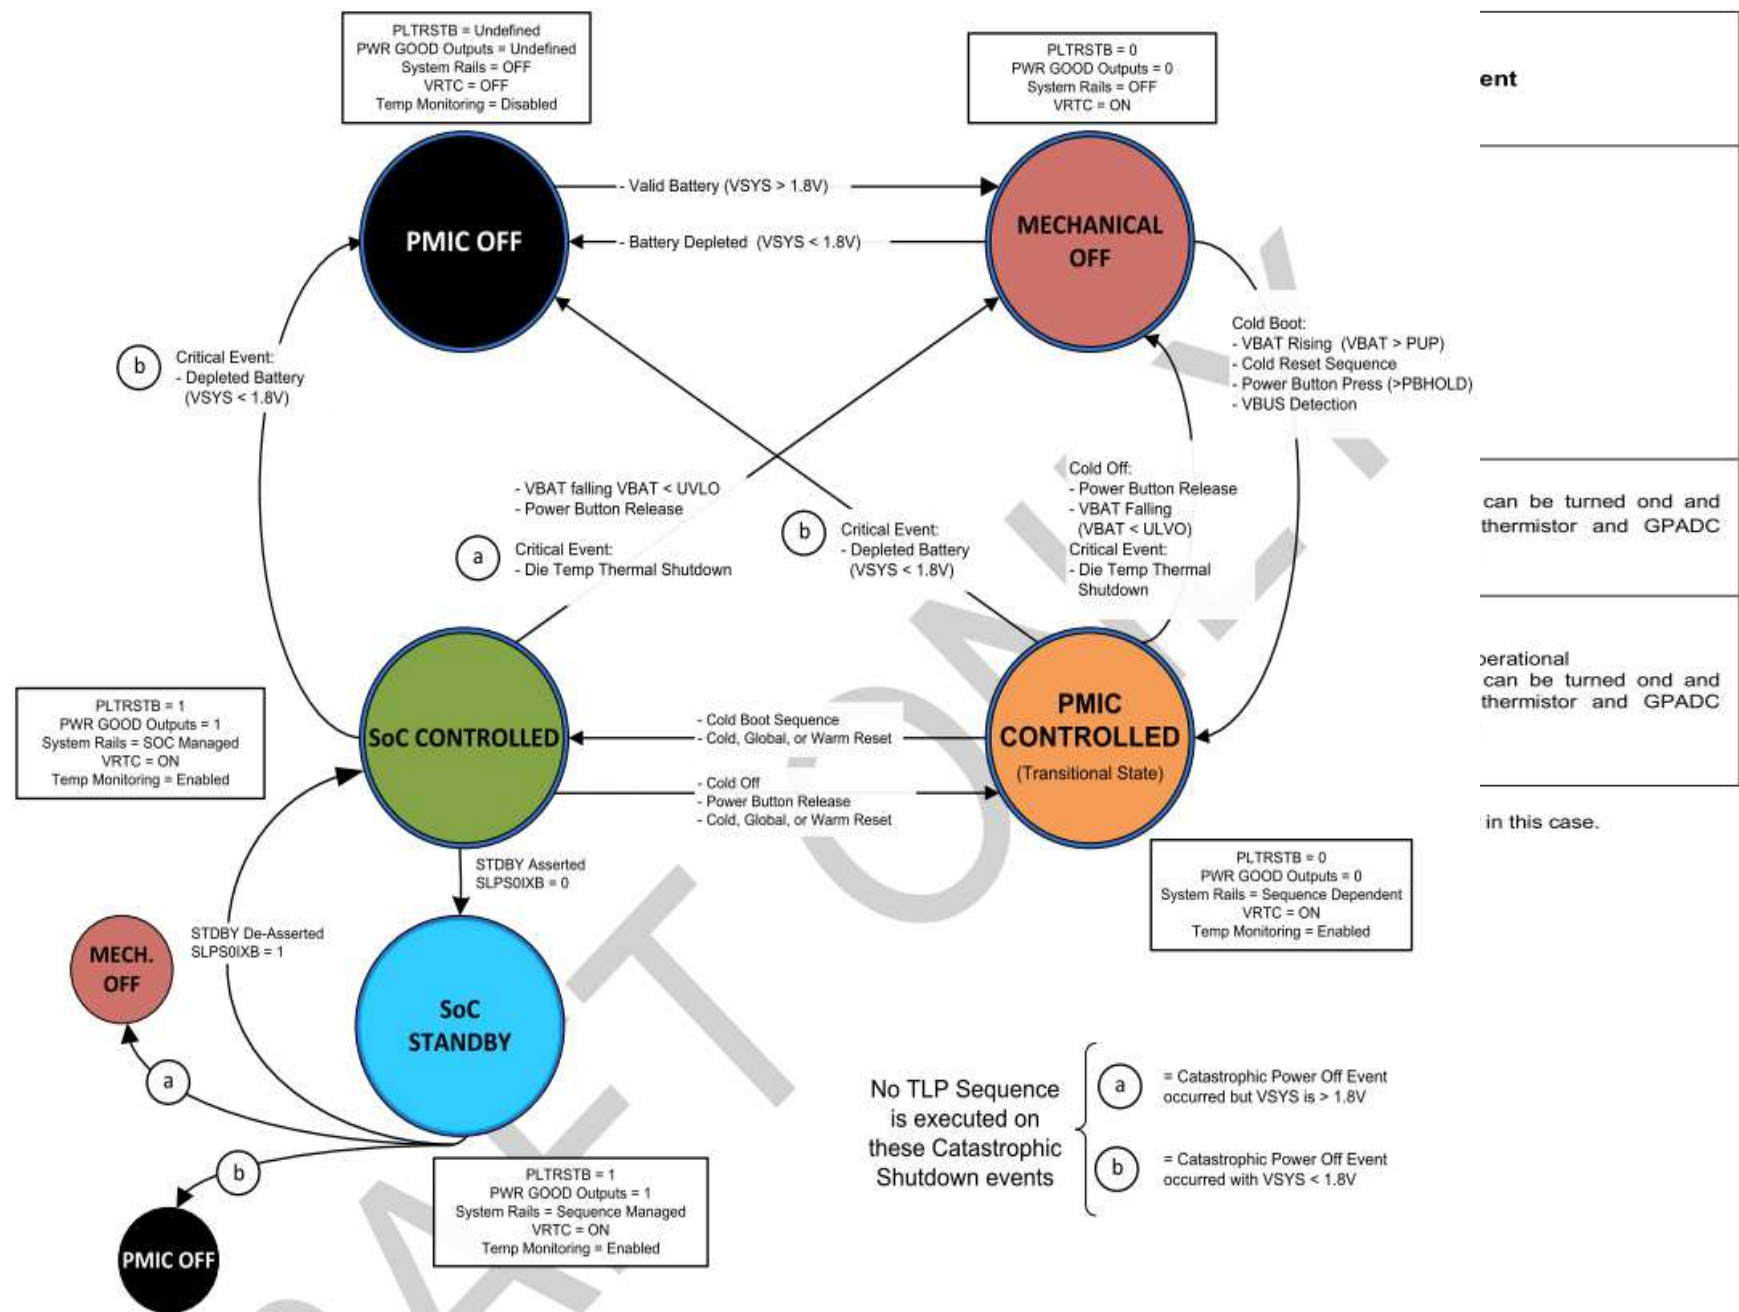 PLTRSTB = Undefined
PWR GOOD Outputs = Undefined
System Rails = OFF
VRTC = OFF
Temp Monitoring = Disabled
PLTRSTB = 0
PWR GOOD Outputs = 0
System Rails = OFF
VRTC = ON
ent
PMIC OFF
- Valid Battery (VSYS > 1.8V)
- Battery Depleted (VSYS < 1.8V)
MECHANICAL
OFF
b
Critical Event:
- Depleted Battery
(VSYS < 1.8V)
Cold Boot:
- VBAT Rising (VBAT > PUP)
- Cold Reset Sequence
- Power Button Press (>PBHOLD)
- VBUS Detection
- VBAT falling VBAT < UVLO
- Power Button Release
a
Critical Event:
- Die Temp Thermal Shutdown
b
Critical Event:
- Depleted Battery
(VSYS < 1.8V)
Cold Off:
- Power Button Release
- VBAT Falling
(VBAT < ULVO)
Critical Event:
- Die Temp Thermal
Shutdown
can be turned ond and
thermistor and GPADC
perational
can be turned ond and
thermistor and GPADC
in this case.
PLTRSTB = 1
PWR GOOD Outputs = 1
System Rails = SOC Managed
VRTC = ON
Temp Monitoring = Enabled
SoC CONTROLLED
- Cold Boot Sequence
- Cold, Global, or Warm Reset
- Cold Off
- Power Button Release
- Cold, Global, or Warm Reset
PMIC
CONTROLLED
(Transitional State)
PLTRSTB = 0
PWR GOOD Outputs = 0
System Rails = Sequence Dependent
VRTC = ON
Temp Monitoring = Enabled
STDBY Asserted
SLPS0IXB = 0
STDBY De-Asserted
SLPS0IXB = 1
MECH.
OFF
SoC
STANDBY
a
b
PMIC OFF
PLTRSTB = 1
PWR GOOD Outputs = 1
System Rails = Sequence Managed
VRTC = ON
Temp Monitoring = Enabled
No TLP Sequence
is executed on
these Catastrophic
Shutdown events
a
= Catastrophic Power Off Event
occurred but VSYS is > 1.8V
b
= Catastrophic Power Off Event
occurred with VSYS < 1.8V